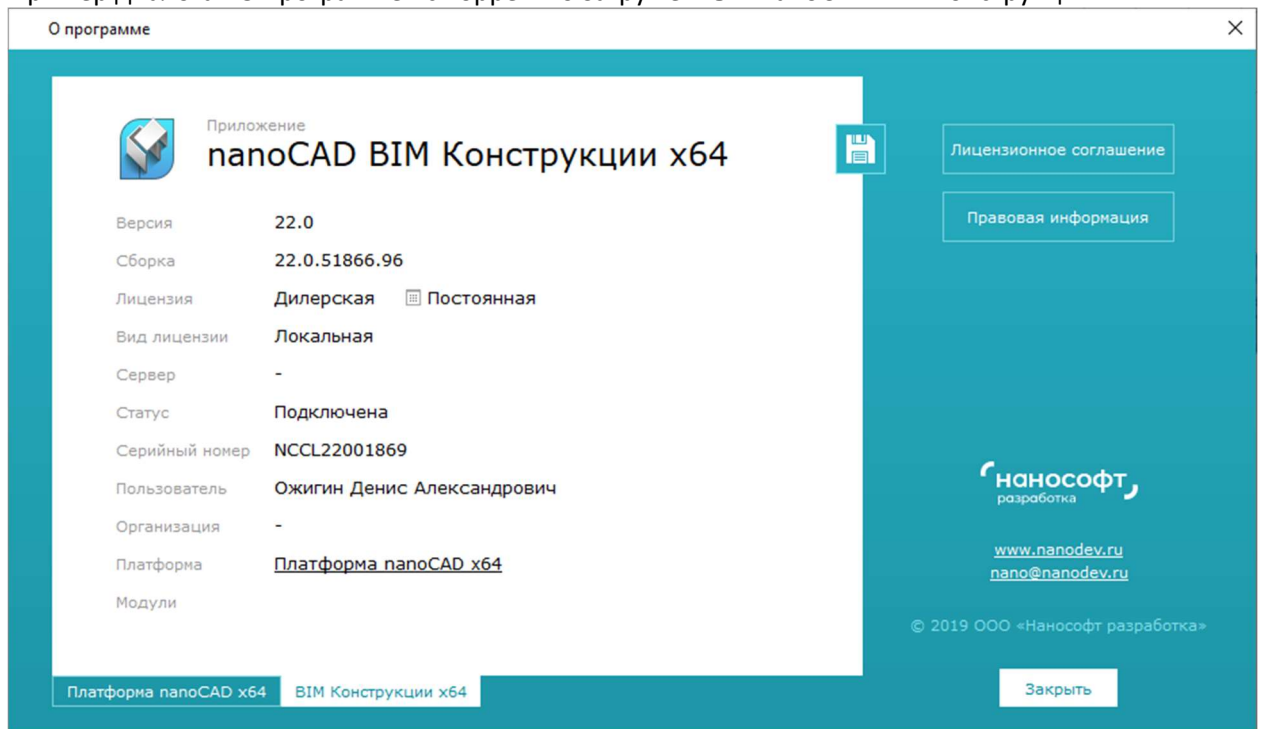 О программе
Приложение
nanoCAD BIM Конструкции x64
Лицензионное соглашение
Правовая информация
Версия 22.0
Сборка 22.0.51866.96
Лицензия Дилерская Постоянная
Вид лицензии Локальная
Сервер -
Статус Подключена
Серийный номер NCCL22001869
Пользователь Ожигин Денис Александрович
Организация -
Платформа Платформа nanoCAD x64
Модули
нанософт
разработка
www.nanodev.ru
nano@nanodev.ru
© 2019 ООО «Нанософт разработка»
Платформа nanoCAD x64 BIM Конструкции x64
Закрыть